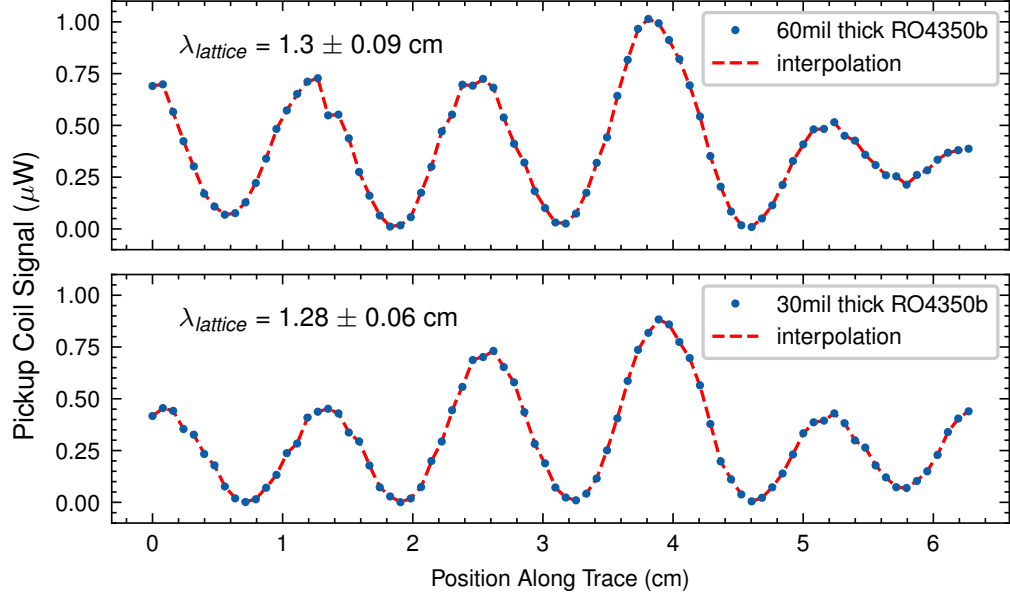 1.00
0.75
0.50
0.25
0.00
λlattice = 1.3 ± 0.09 cm
60mil thick RO4350b
interpolation
Pickup Coil Signal (μW)
1.00
0.75
0.50
0.25
0.00
λlattice = 1.28 ± 0.06 cm
30mil thick RO4350b
interpolation
0 1 2 3 4 5 6
Position Along Trace (cm)